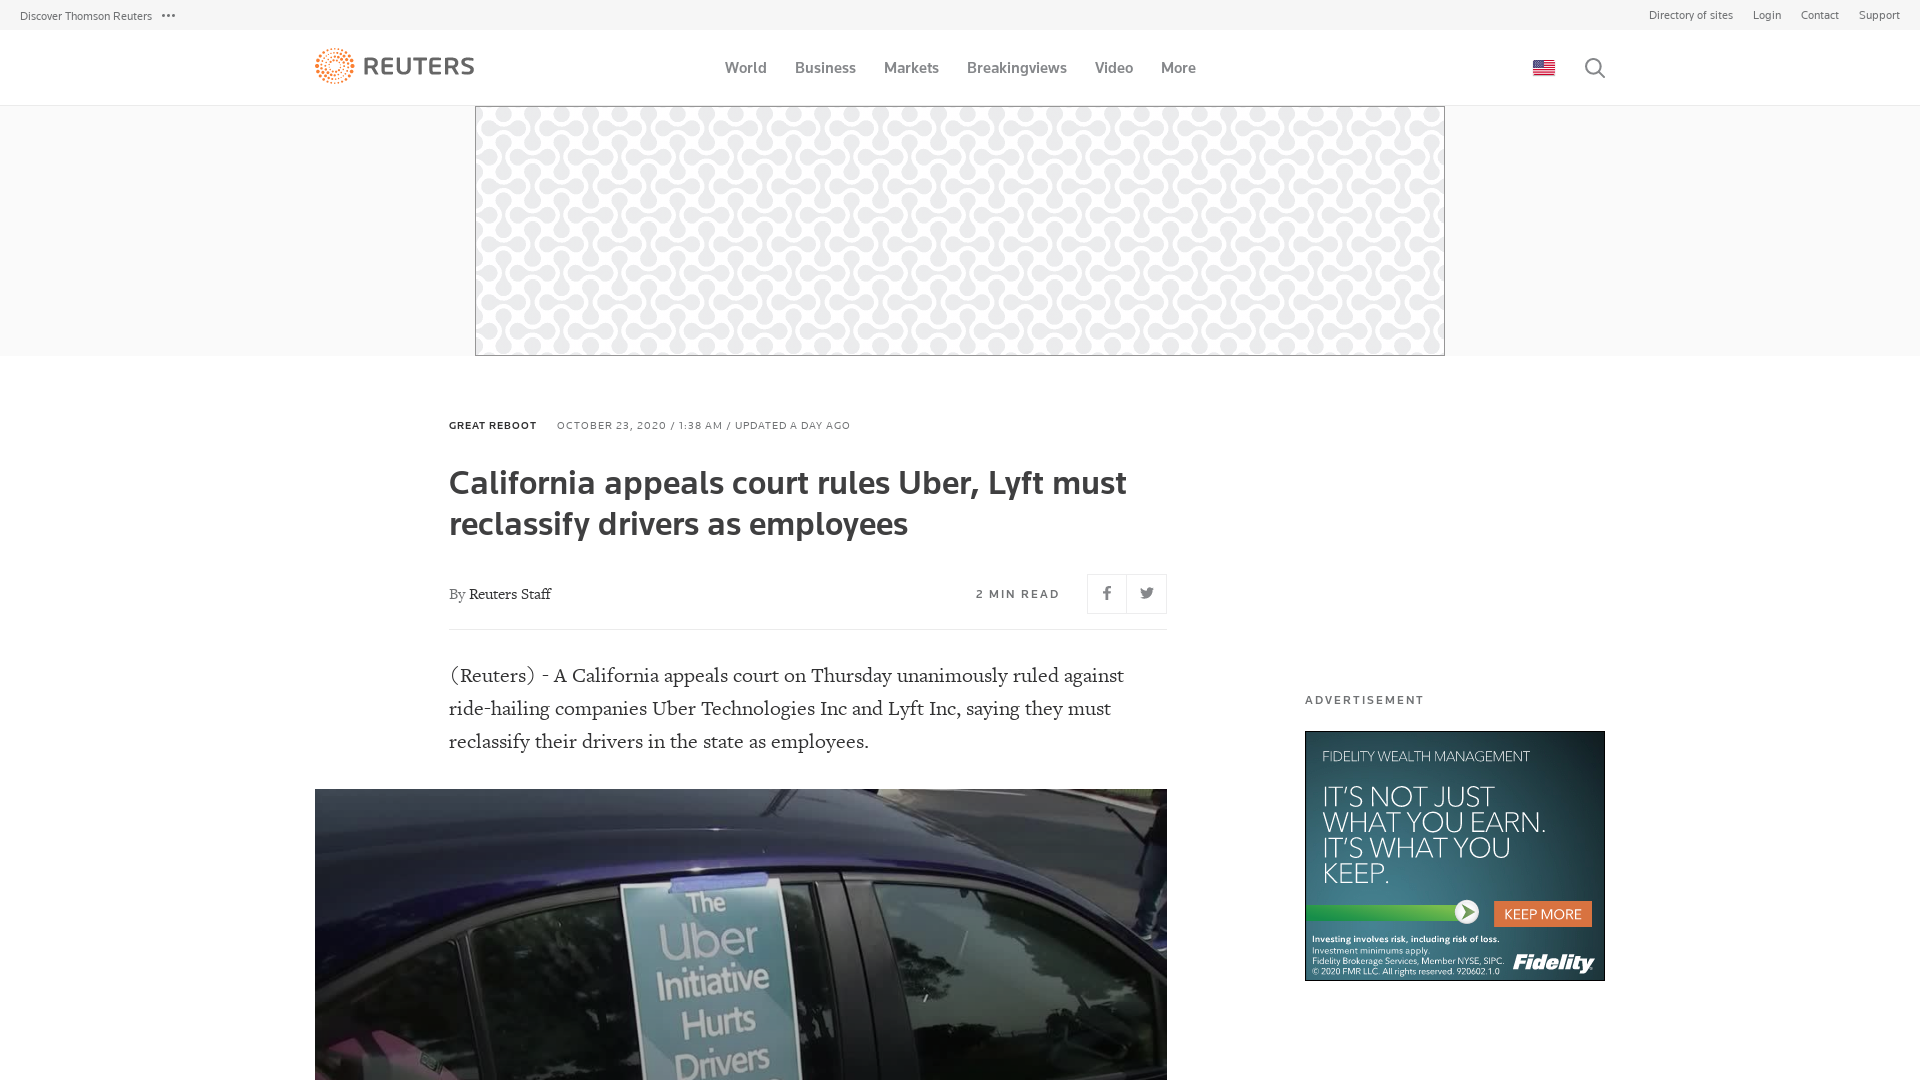 Discover Thomson Reuters
Directory of sites
Login
Contact
Support
REUTERS
World
Business
Markets
Breakingviews
Video
More
GREAT REBOOT
OCTOBER 23, 2020 / 1:38 AM / UPDATED A DAY AGO
California appeals court rules Uber, Lyft must
reclassify drivers as employees
By Reuters Staff
2 MIN READ
(Reuters) - A California appeals court on Thursday unanimously ruled against
ride-hailing companies Uber Technologies Inc and Lyft Inc, saying they must
reclassify their drivers in the state as employees.
The
Uber
Initiative
Hurts
Drivers
ADVERTISEMENT
FIDELITY WEALTH MANAGEMENT
IT'S NOT JUST
WHAT YOU EARN.
IT'S WHAT YOU
KEEP.
KEEP MORE
Investing involves risk, including risk of loss.
Investment minimums apply.
Fidelity Brokerage Services, Member NYSE, SIPC.
© 2020 FMR LLC. All rights reserved. 920602.1.0
Fidelity